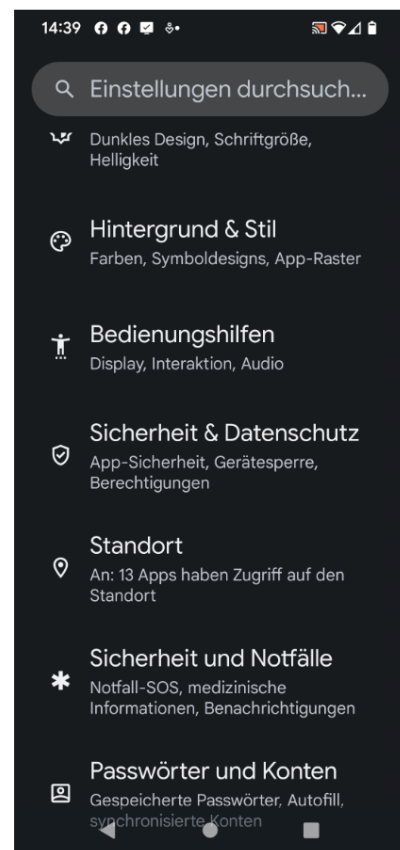 14:39
Einstellungen durchsuch...
Dunkles Design, Schriftgröße,
Helligkeit
Hintergrund & Stil
Farben, Symboldesigns, App-Raster
Bedienungshilfen
Display, Interaktion, Audio
Sicherheit & Datenschutz
App-Sicherheit, Gerätesperre,
Berechtigungen
Standort
An: 13 Apps haben Zugriff auf den
Standort
Sicherheit und Notfälle
Notfall-SOS, medizinische
Informationen, Benachrichtigungen
Passwörter und Konten
Gespeicherte Passwörter, Autofill,
synchronisierte Konten